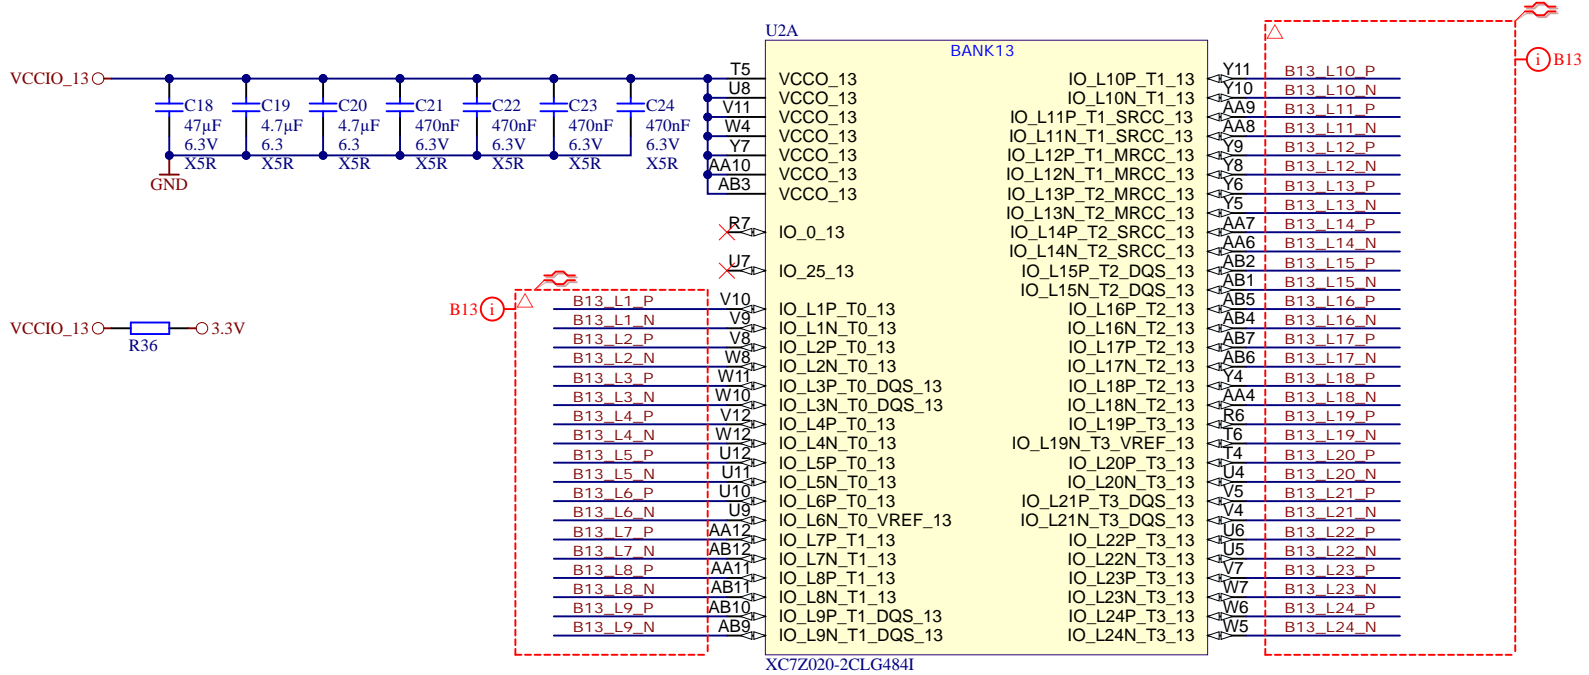 U2A
BANK13
VCCIO_13
C18
47µF
6.3V
X5R
C19
4.7µF
6.3
X5R
C20
4.7µF
6.3
X5R
C21
470nF
6.3V
X5R
C22
470nF
6.3V
X5R
C23
470nF
6.3V
X5R
C24
470nF
6.3V
X5R
GND
T5 VCCO_13
U8 VCCO_13
V11 VCCO_13
W4 VCCO_13
Y7 VCCO_13
AA10 VCCO_13
AB3 VCCO_13
R7 IO_0_13
U7 IO_25_13
B13 i
VCCIO_13
3.3V
R36
B13_L1_P V10 IO_L1P_T0_13
B13_L1_N V9 IO_L1N_T0_13
B13_L2_P V8 IO_L2P_T0_13
B13_L2_N W8 IO_L2N_T0_13
B13_L3_P W11 IO_L3P_T0_DQS_13
B13_L3_N W10 IO_L3N_T0_DQS_13
B13_L4_P V12 IO_L4P_T0_13
B13_L4_N W12 IO_L4N_T0_13
B13_L5_P U12 IO_L5P_T0_13
B13_L5_N U11 IO_L5N_T0_13
B13_L6_P U10 IO_L6P_T0_13
B13_L6_N U9 IO_L6N_T0_VREF_13
B13_L7_P AA12 IO_L7P_T1_13
B13_L7_N AB12 IO_L7N_T1_13
B13_L8_P AA11 IO_L8P_T1_13
B13_L8_N AB11 IO_L8N_T1_13
B13_L9_P AB10 IO_L9P_T1_DQS_13
B13_L9_N AB9 IO_L9N_T1_DQS_13
IO_L10P_T1_13 Y11 B13_L10_P
IO_L10N_T1_13 Y10 B13_L10_N
IO_L11P_T1_SRCC_13 AA9 B13_L11_P
IO_L11N_T1_SRCC_13 AA8 B13_L11_N
IO_L12P_T1_MRCC_13 Y9 B13_L12_P
IO_L12N_T1_MRCC_13 Y8 B13_L12_N
IO_L13P_T2_MRCC_13 Y6 B13_L13_P
IO_L13N_T2_MRCC_13 Y5 B13_L13_N
IO_L14P_T2_SRCC_13 AA7 B13_L14_P
IO_L14N_T2_SRCC_13 AA6 B13_L14_N
IO_L15P_T2_DQS_13 AB2 B13_L15_P
IO_L15N_T2_DQS_13 AB1 B13_L15_N
IO_L16P_T2_13 AB5 B13_L16_P
IO_L16N_T2_13 AB4 B13_L16_N
IO_L17P_T2_13 AB7 B13_L17_P
IO_L17N_T2_13 AB6 B13_L17_N
IO_L18P_T2_13 Y4 B13_L18_P
IO_L18N_T2_13 AA4 B13_L18_N
IO_L19P_T3_13 R6 B13_L19_P
IO_L19N_T3_VREF_13 T6 B13_L19_N
IO_L20P_T3_13 T4 B13_L20_P
IO_L20N_T3_13 U4 B13_L20_N
IO_L21P_T3_DQS_13 V5 B13_L21_P
IO_L21N_T3_DQS_13 V4 B13_L21_N
IO_L22P_T3_13 U6 B13_L22_P
IO_L22N_T3_13 U5 B13_L22_N
IO_L23P_T3_13 V7 B13_L23_P
IO_L23N_T3_13 W7 B13_L23_N
IO_L24P_T3_13 W6 B13_L24_P
IO_L24N_T3_13 W5 B13_L24_N
i B13
XC7Z020-2CLG484I